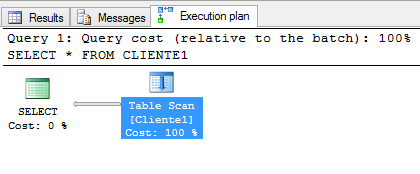 Results Messages Execution plan
Query 1: Query cost (relative to the batch): 100%
SELECT * FROM CLIENTE1
SELECT
Cost: 0 %
Table Scan
[Cliente1]
Cost: 100 %